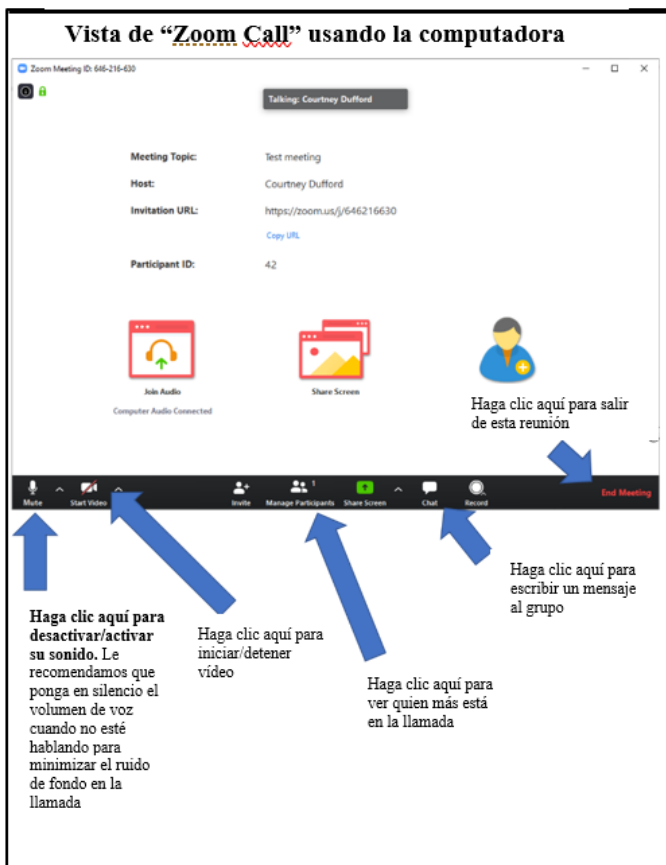 Vista de “Zoom Call” usando la computadora
Zoom Meeting ID: 646-216-630
Talking: Courtney Dufford
Meeting Topic: Test meeting
Host: Courtney Dufford
Invitation URL: https://zoom.us/j/646216630
Copy URL
Participant ID: 42
Join Audio
Share Screen
Computer Audio Connected
Haga clic aquí para salir
de esta reunión
1
Mute
Start Video
Invite
Manage Participants
Share Screen
Chat
Record
End Meeting
Haga clic aquí para
desactivar/activar
su sonido. Le
recomendamos que
ponga en silencio el
volumen de voz
cuando no esté
hablando para
minimizar el ruido
de fondo en la
llamada
Haga clic aquí para
iniciar/detener
vídeo
Haga clic aquí para
ver quien más está
en la llamada
Haga clic aquí para
escribir un mensaje
al grupo